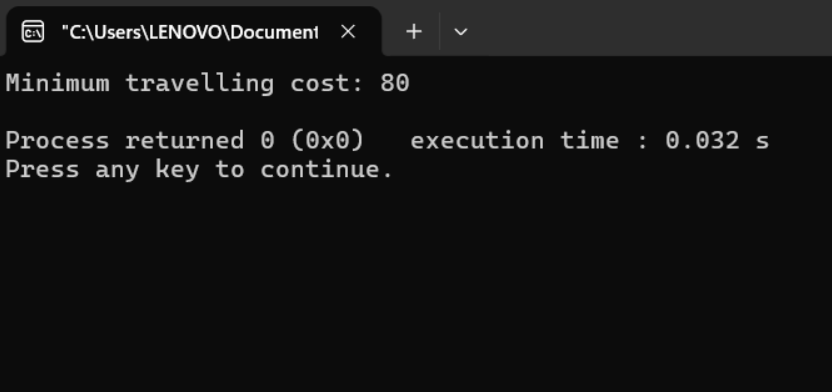 "C:\Users\LENOVO\Document
Minimum travelling cost: 80
Process returned 0 (0x0)   execution time : 0.032 s
Press any key to continue.